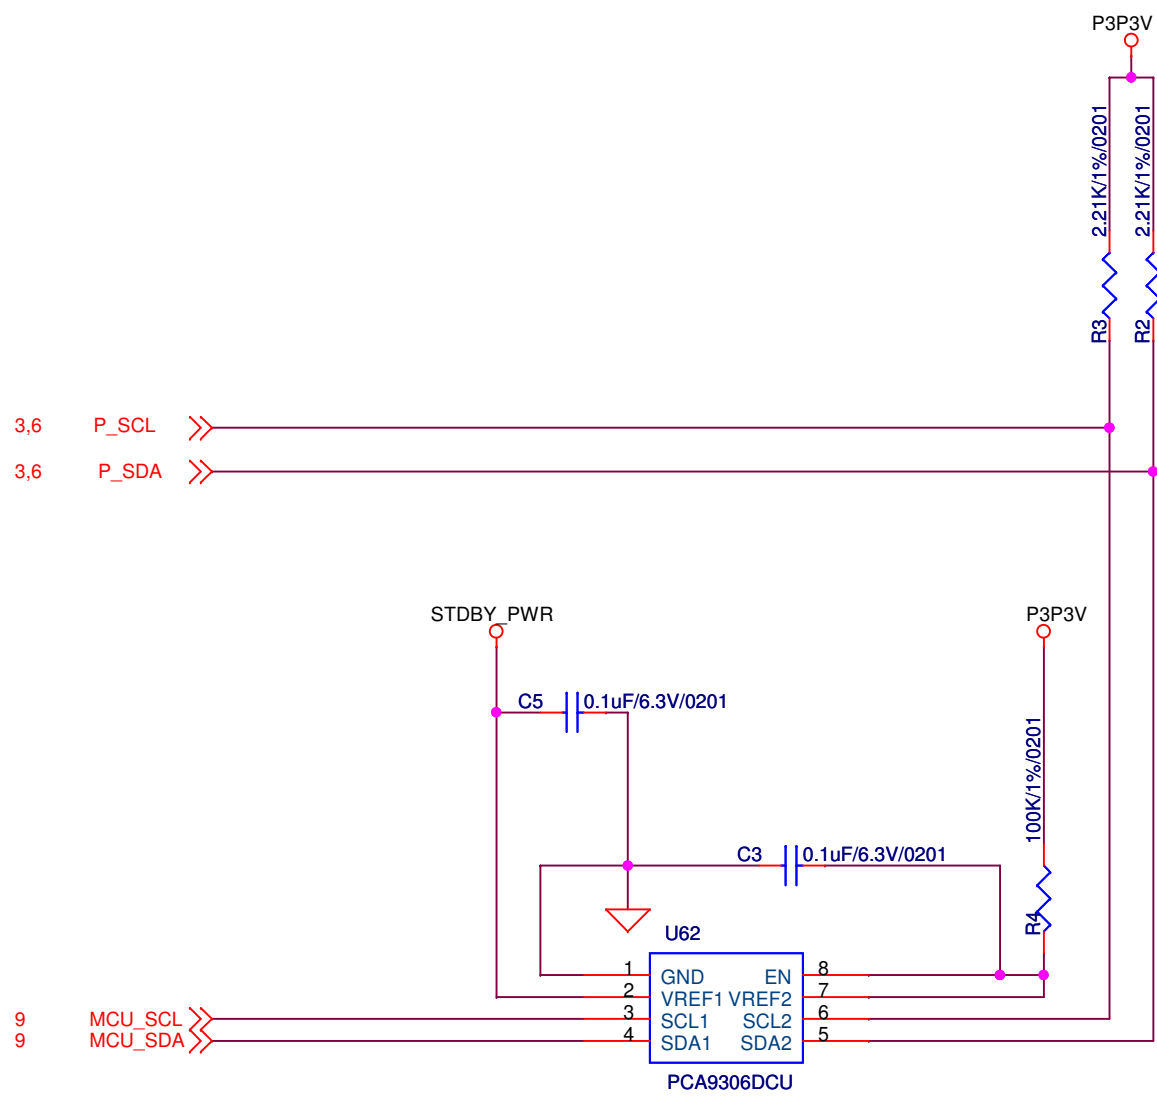 P3P3V
2.21K/1%/0201
2.21K/1%/0201
R3
R2
3,6 P_SCL
3,6 P_SDA
STDBY_PWR
P3P3V
C5 0.1uF/6.3V/0201
100K/1%/0201
C3 0.1uF/6.3V/0201
R4
U62
1 GND EN 8
2 VREF1 VREF2 7
9 MCU_SCL 3 SCL1 SCL2 6
9 MCU_SDA 4 SDA1 SDA2 5
PCA9306DCU